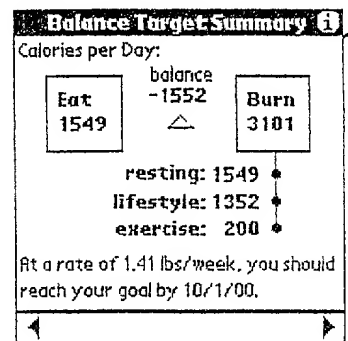 Balance Target Summary i
Calories per Day:
balance
-1552
Eat
1549
Burn
3101
resting: 1549
lifestyle: 1352
exercise: 200
At a rate of 1.41 lbs/week, you should
reach your goal by 10/1/00.